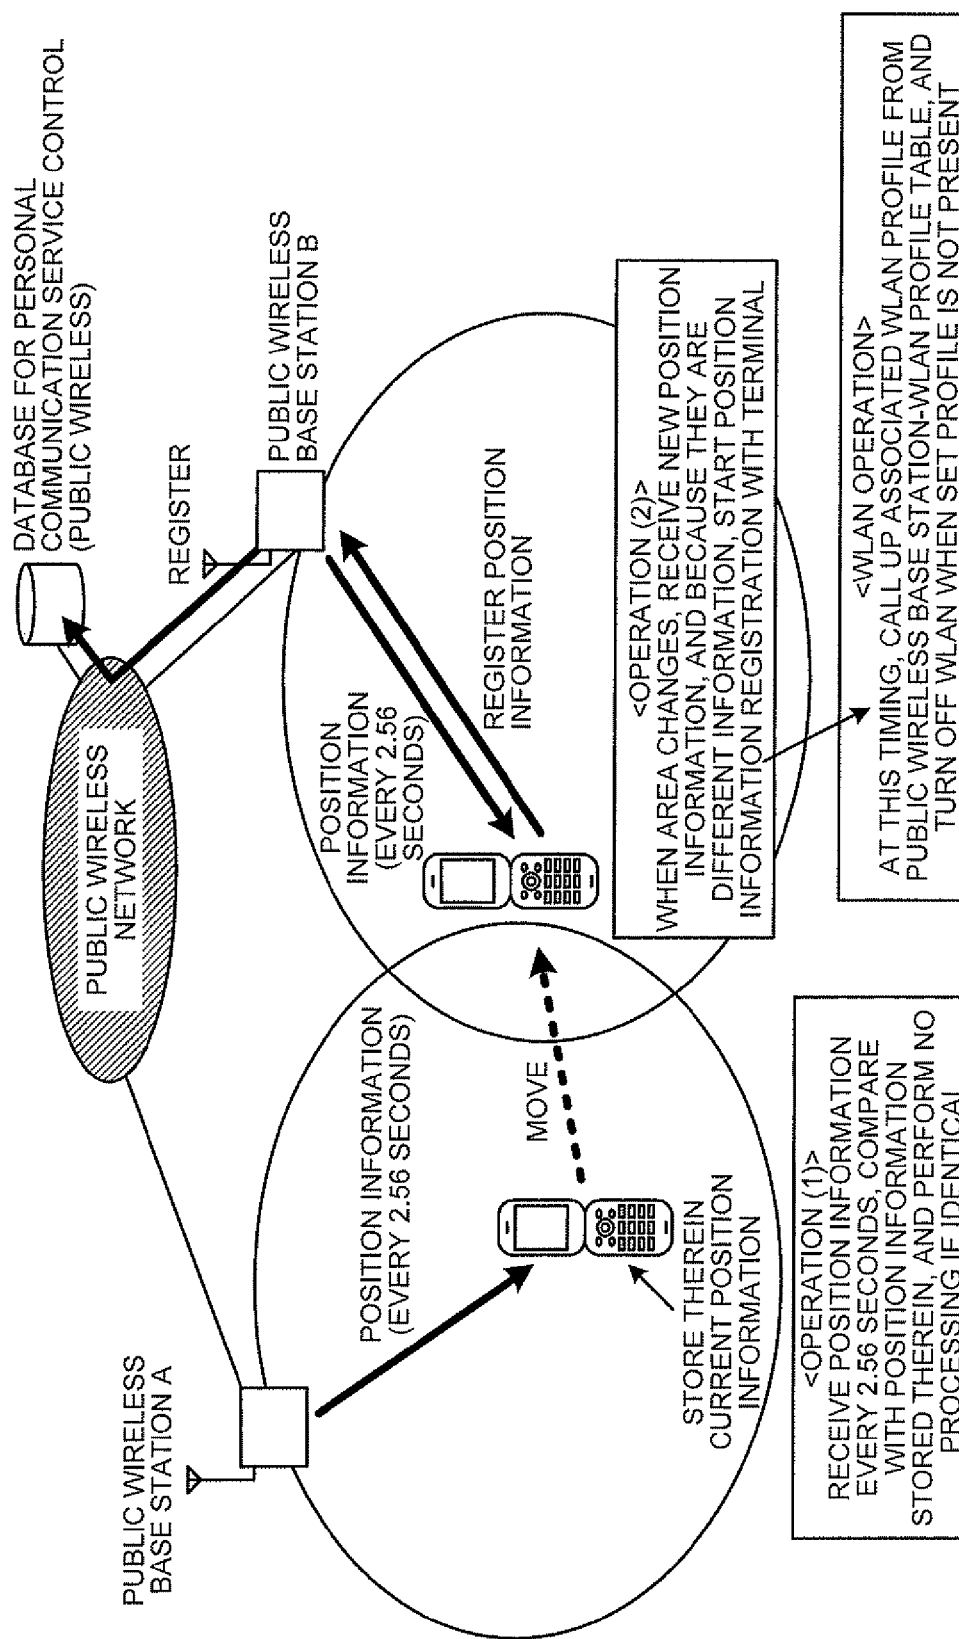 DATABASE FOR PERSONAL
COMMUNICATION SERVICE CONTROL
(PUBLIC WIRELESS)
PUBLIC WIRELESS
NETWORK
REGISTER
PUBLIC WIRELESS
BASE STATION A
PUBLIC WIRELESS
BASE STATION B
POSITION INFORMATION
(EVERY 2.56 SECONDS)
POSITION
INFORMATION
(EVERY 2.56
SECONDS)
REGISTER POSITION
INFORMATION
MOVE
STORE THEREIN
CURRENT POSITION
INFORMATION
<OPERATION (1)>
RECEIVE POSITION INFORMATION
EVERY 2.56 SECONDS, COMPARE
WITH POSITION INFORMATION
STORED THEREIN, AND PERFORM NO
PROCESSING IF IDENTICAL
<OPERATION (2)>
WHEN AREA CHANGES, RECEIVE NEW POSITION
INFORMATION, AND BECAUSE THEY ARE
DIFFERENT INFORMATION, START POSITION
INFORMATION REGISTRATION WITH TERMINAL
<WLAN OPERATION>
AT THIS TIMING, CALL UP ASSOCIATED WLAN PROFILE FROM
PUBLIC WIRELESS BASE STATION-WLAN PROFILE TABLE, AND
TURN OFF WLAN WHEN SET PROFILE IS NOT PRESENT